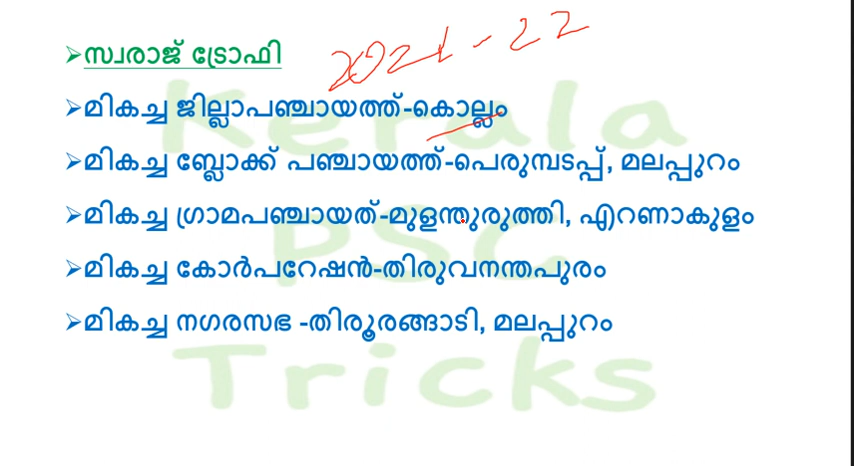 സ്വരാജ് ട്രോഫി 2021-22
മികച്ച ജില്ലാപഞ്ചായത്ത്-കൊല്ലം
മികച്ച ബ്ലോക്ക് പഞ്ചായത്ത്-പെരുമ്പടപ്പ്, മലപ്പുറം
മികച്ച ഗ്രാമപഞ്ചായത്-മുളന്തുരുത്തി, എറണാകുളം
മികച്ച കോർപറേഷൻ-തിരുവനന്തപുരം
മികച്ച നഗരസഭ -തിരൂരങ്ങാടി, മലപ്പുറം
Kerala
PSC
Tricks